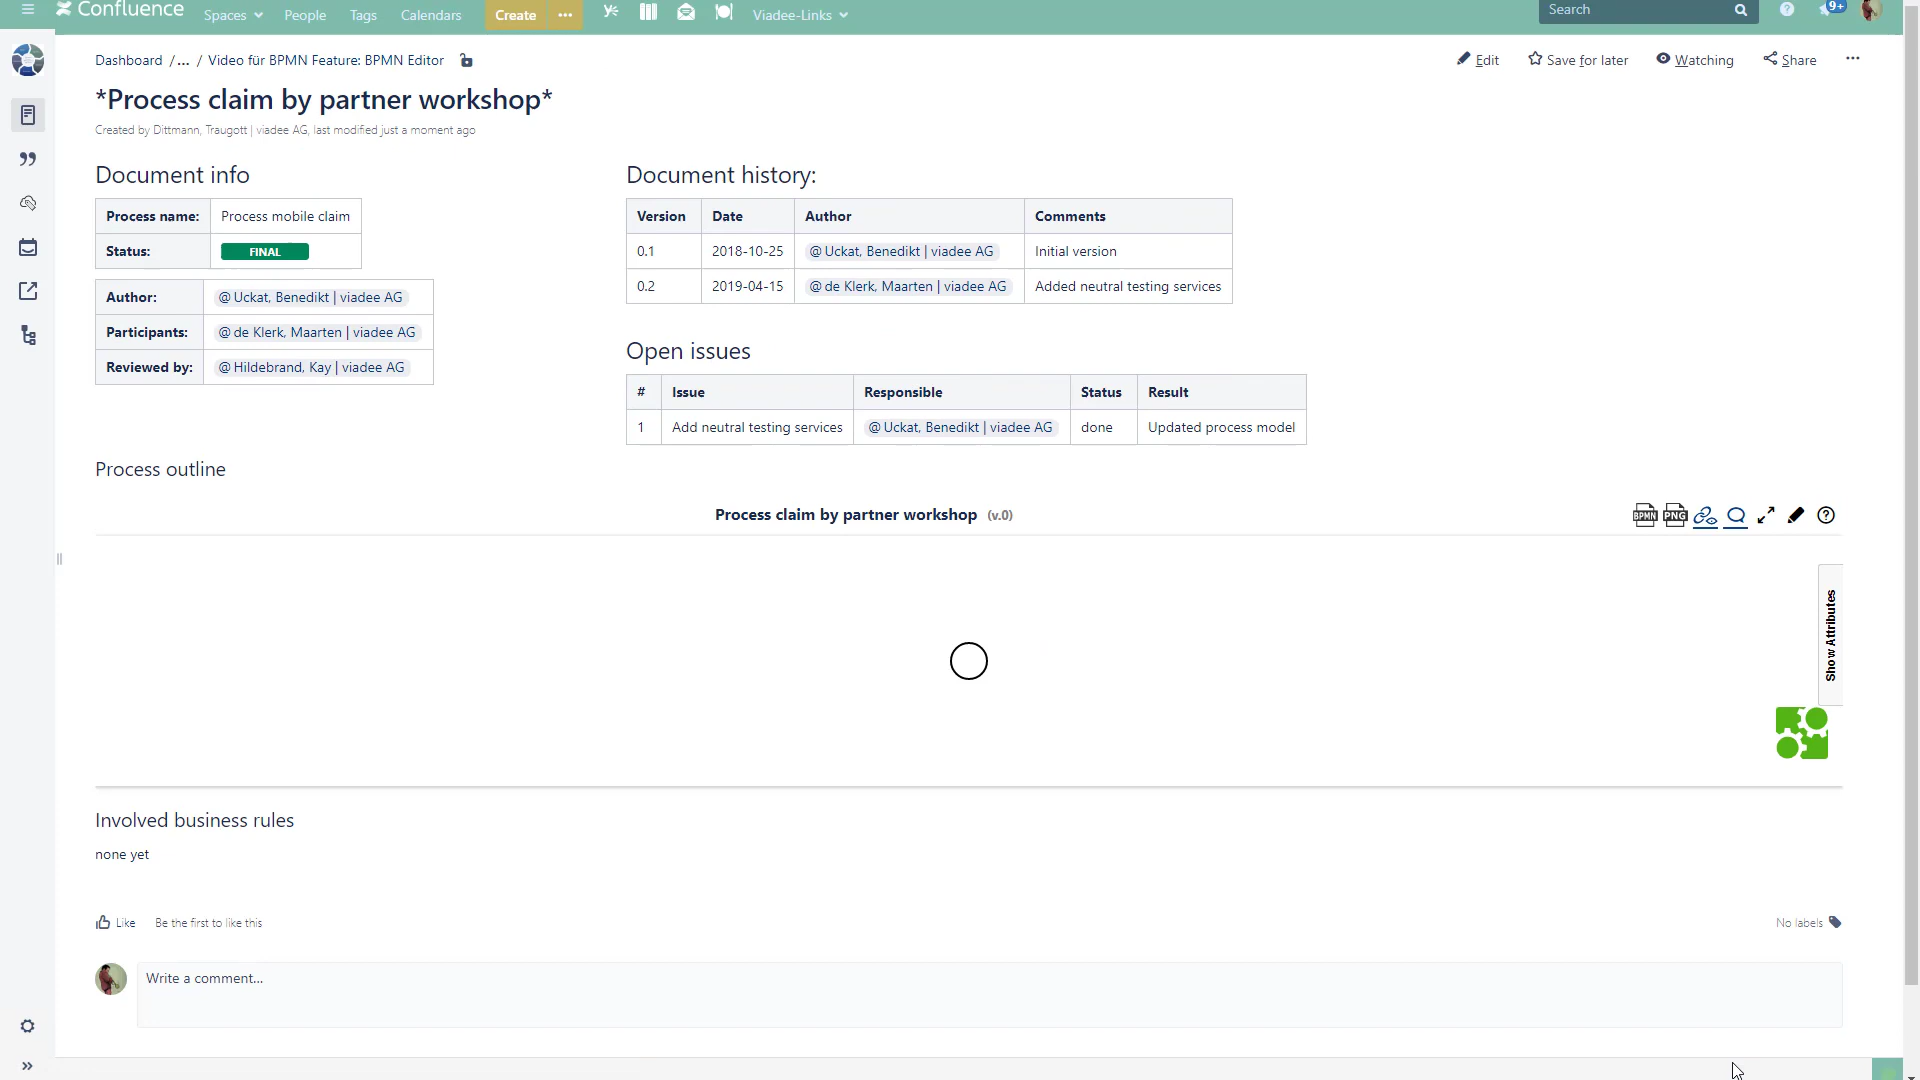 Confluence Spaces People Tags Calendars Create ... Viadee-Links Search 9+
Dashboard /... / Video für BPMN Feature: BPMN Editor
Edit Save for later Watching Share ...
*Process claim by partner workshop*
Created by Dittmann, Traugott | viadee AG, last modified just a moment ago
Document info
Process name: Process mobile claim
Status: FINAL
Author: @Uckat, Benedikt | viadee AG
Participants: @de Klerk, Maarten | viadee AG
Reviewed by: @Hildebrand, Kay | viadee AG
Document history:
Version Date Author Comments
0.1 2018-10-25 @Uckat, Benedikt | viadee AG Initial version
0.2 2019-04-15 @de Klerk, Maarten | viadee AG Added neutral testing services
Open issues
# Issue Responsible Status Result
1 Add neutral testing services @Uckat, Benedikt | viadee AG done Updated process model
Process outline
Process claim by partner workshop (v.0)
BPMN PNG
Show Attributes
Involved business rules
none yet
Like Be the first to like this
No labels
Write a comment...